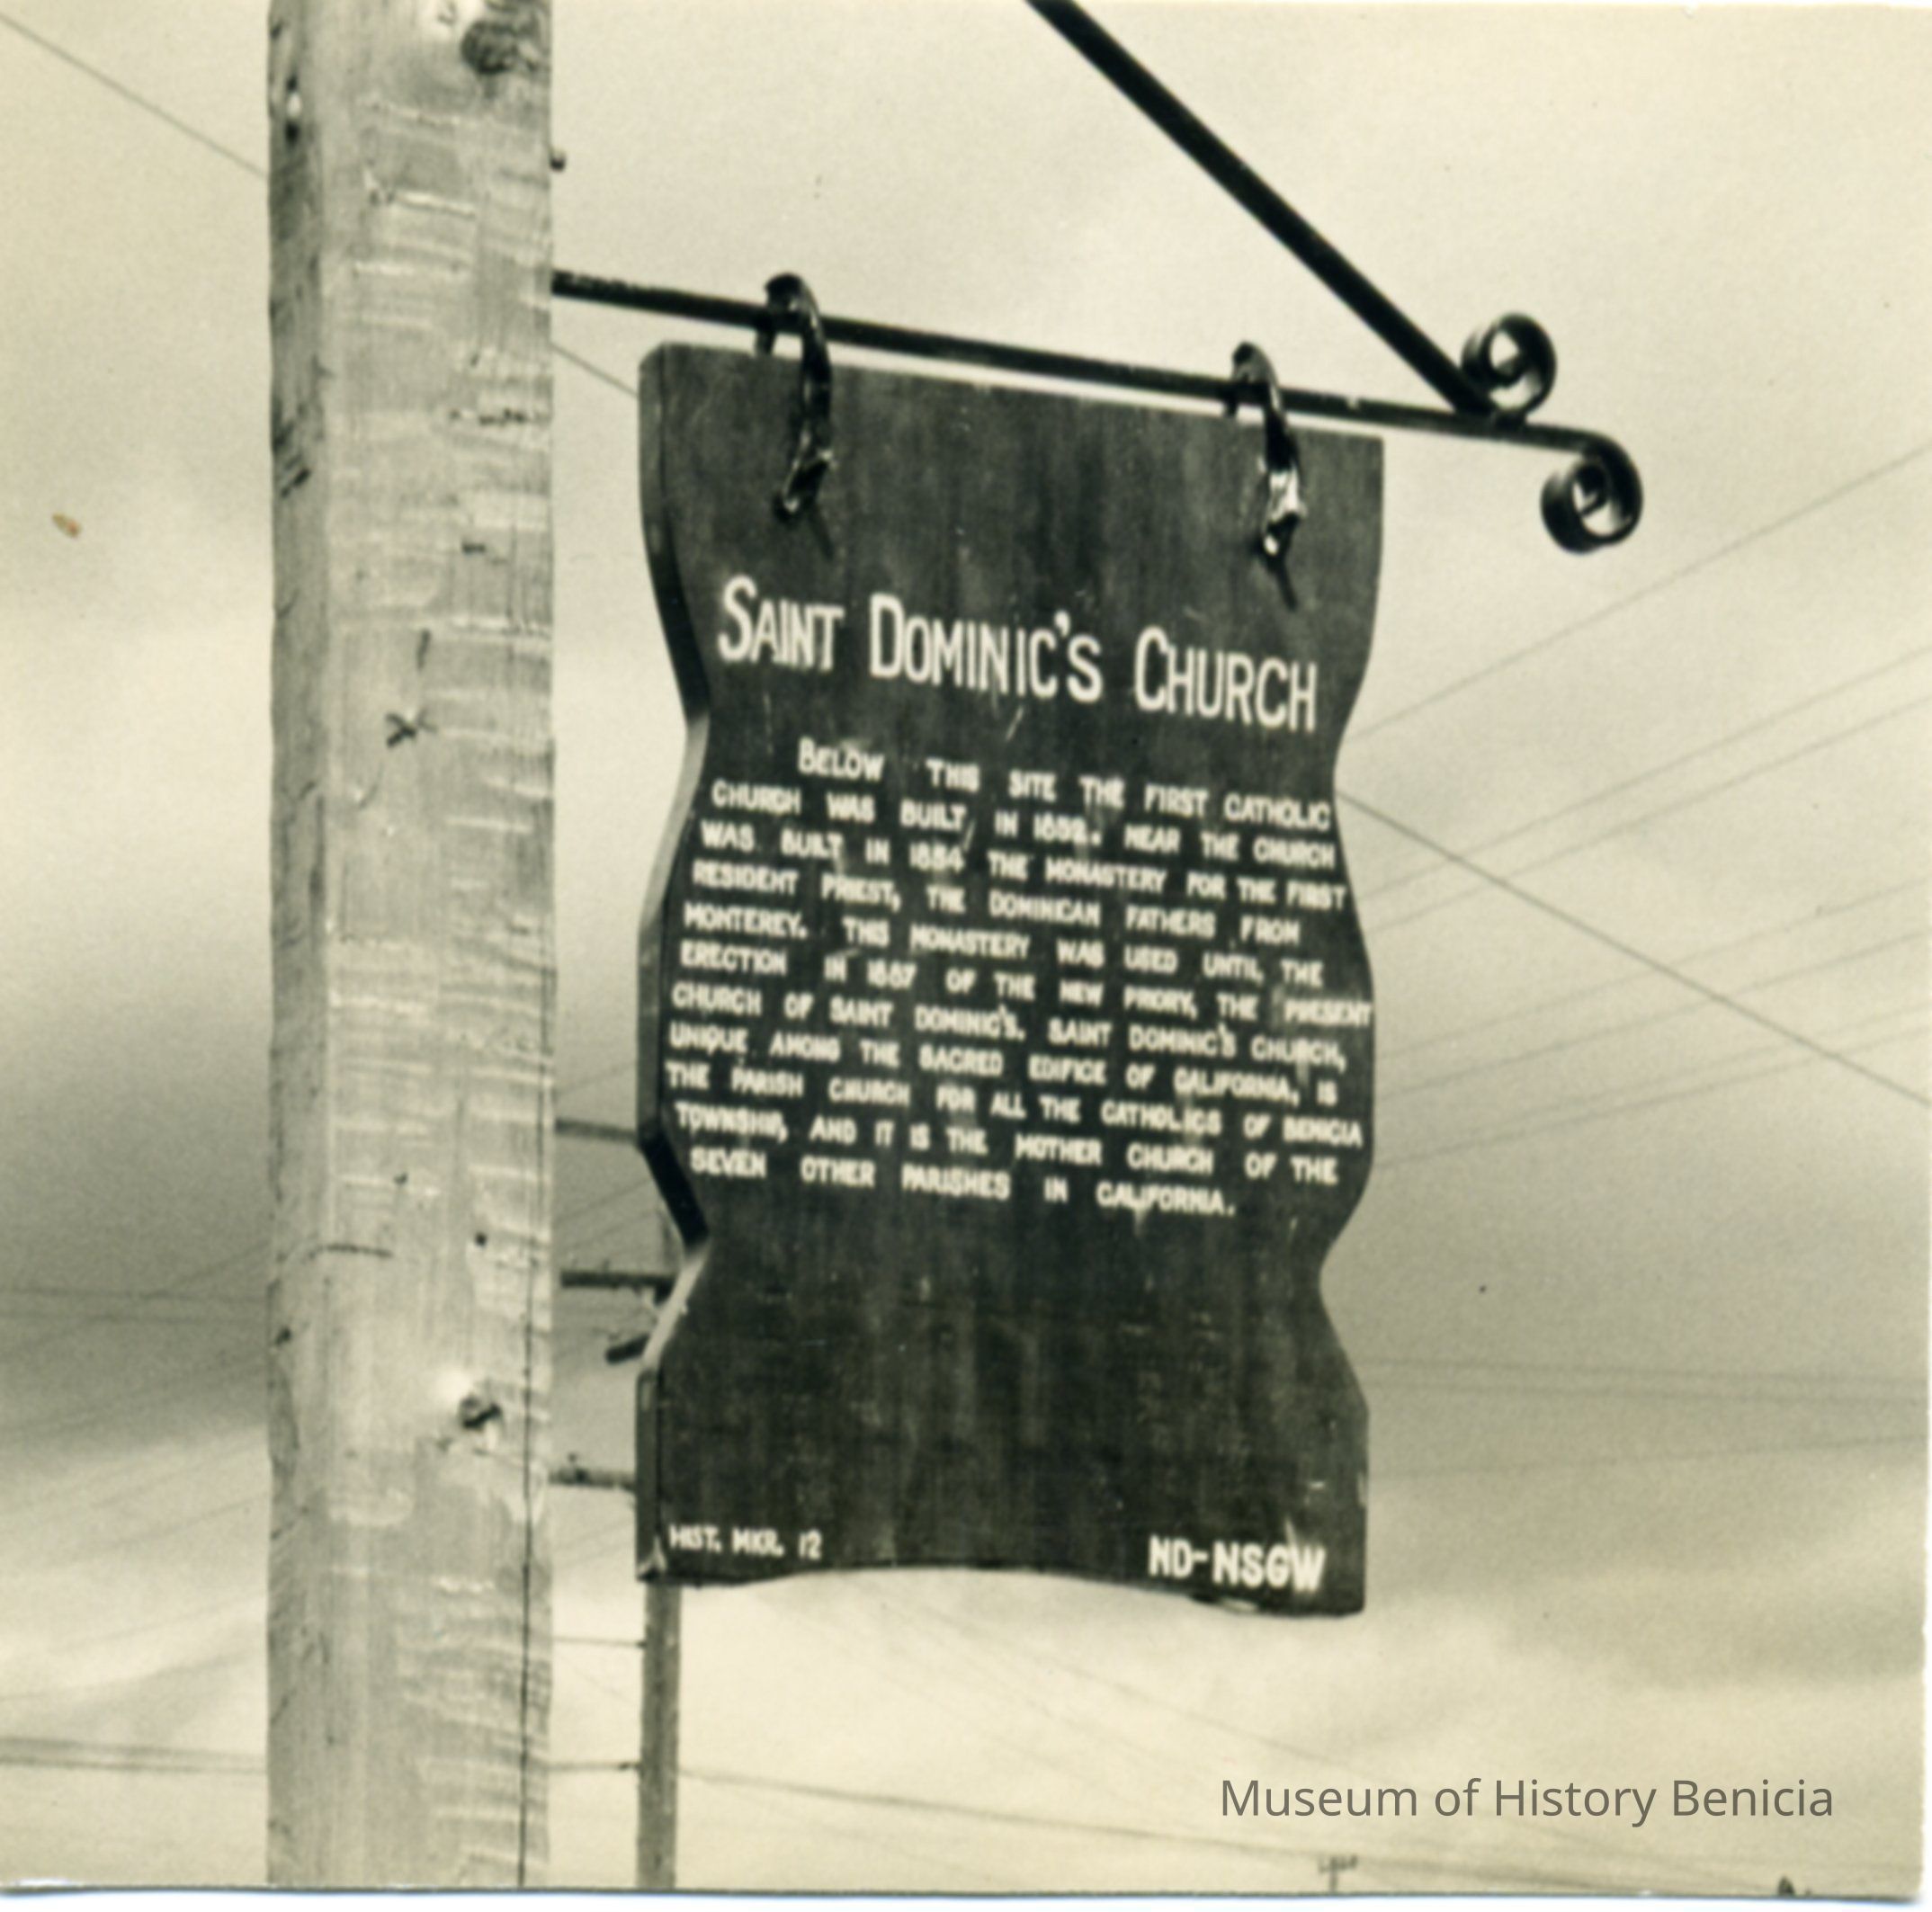 SAINT DOMINIC'S CHURCH
BELOW THIS SITE THE FIRST CATHOLIC
CHURCH WAS BUILT IN 1852. NEAR THE CHURCH
WAS BUILT IN 1854 THE MONASTERY FOR THE FIRST
RESIDENT PRIEST, THE DOMINICAN FATHERS FROM
MONTEREY. THIS MONASTERY WAS USED UNTIL THE
ERECTION IN 1887 OF THE NEW PRIORY, THE PRESENT
CHURCH OF SAINT DOMINIC'S. SAINT DOMINIC'S CHURCH,
UNIQUE AMONG THE SACRED EDIFICE OF CALIFORNIA, IS
THE PARISH CHURCH FOR ALL THE CATHOLICS OF BENICIA
TOWNSHIP, AND IT IS THE MOTHER CHURCH OF THE
SEVEN OTHER PARISHES IN CALIFORNIA.
HIST. MKR. 12
ND-NSGW
Museum of History Benicia